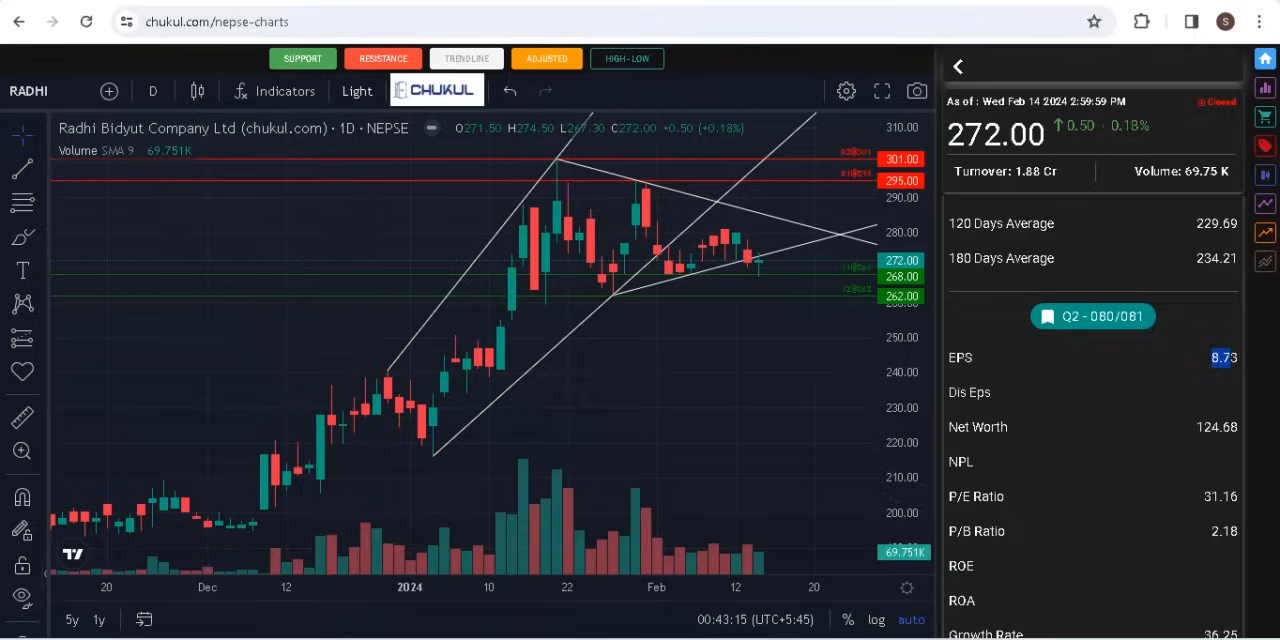 chukul.com/nepse-charts
S
SUPPORT RESISTANCE TRENDLINE ADJUSTED HIGH-LOW
RADHI D Indicators Light CHUKUL
Radhi Bidyut Company Ltd (chukul.com) · 1D · NEPSE O271.50 H274.50 L267.30 C272.00 +0.50 (+0.18%)
Volume SMA 9 69.751K
310.00
301.00
295.00
290.00
280.00
272.00
268.00
262.00
250.00
240.00
230.00
220.00
210.00
200.00
69.751K
20 Dec 12 2024 10 22 Feb 12 20
5y 1y 00:43:15 (UTC+5:45) % log auto
As of : Wed Feb 14 2024 2:59:59 PM Closed
272.00 0.50 · 0.18%
Turnover: 1.88 Cr Volume: 69.75 K
120 Days Average 229.69
180 Days Average 234.21
Q2 - 080/081
EPS 8.73
Dis Eps
Net Worth 124.68
NPL
P/E Ratio 31.16
P/B Ratio 2.18
ROE
ROA
Growth Rate 36.25